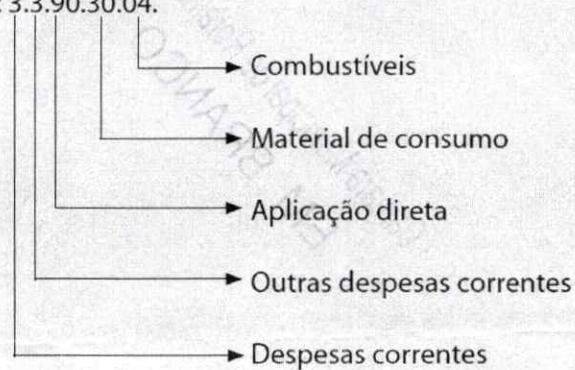 : 3.3.90.30.04.
Combustíveis
Material de consumo
Aplicação direta
Outras despesas correntes
Despesas correntes